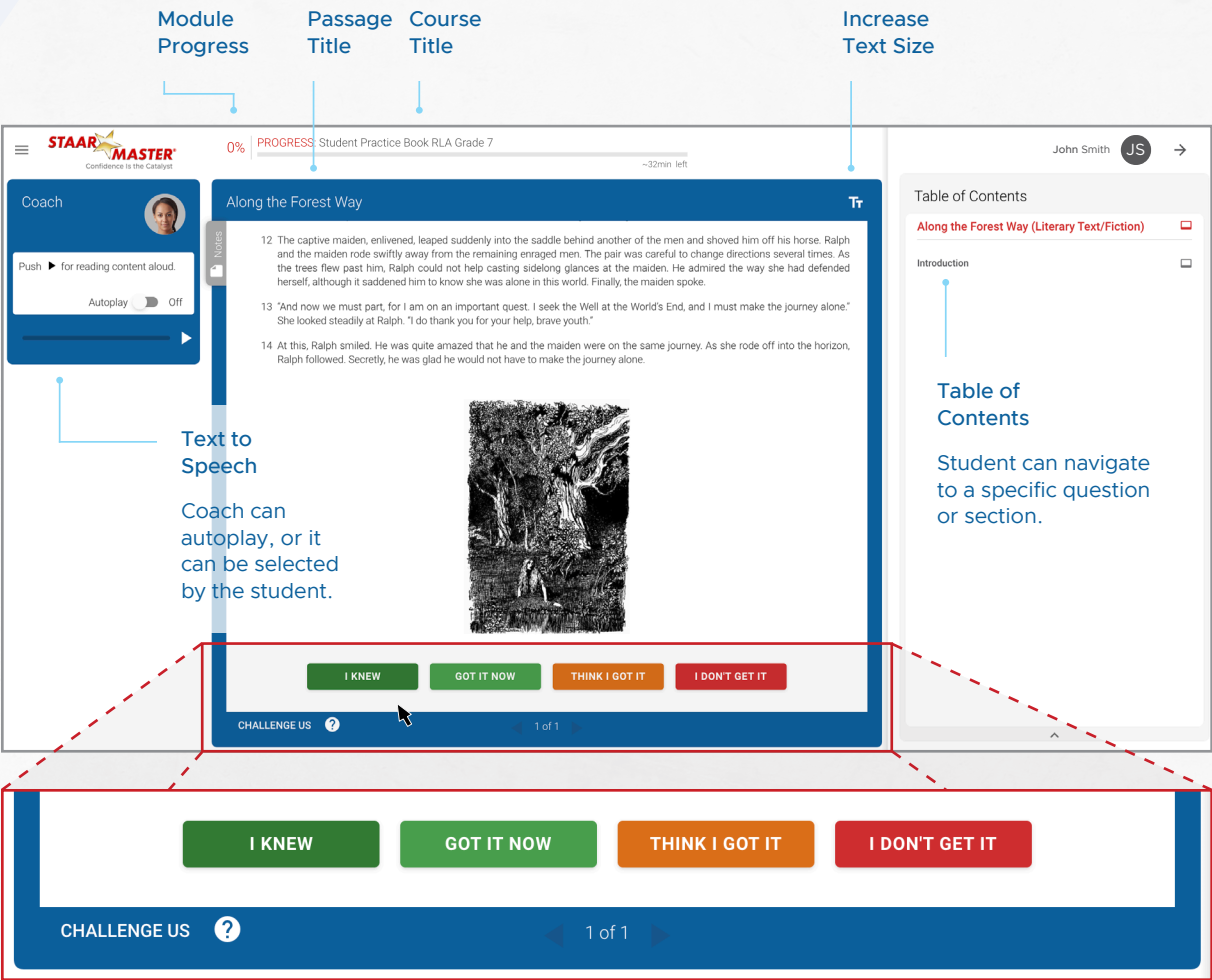 Module
Progress
Passage
Title
Course
Title
Increase
Text Size
STAAR
MASTER
Confidence Is the Catalyst
0%
PROGRESS: Student Practice Book RLA Grade 7
~32min left
John Smith
JS
Coach
Push ▶ for reading content aloud.
Autoplay
Off
Along the Forest Way
Tт
Notes
12 The captive maiden, enlivened, leaped suddenly into the saddle behind another of the men and shoved him off his horse. Ralph
and the maiden rode swiftly away from the remaining enraged men. The pair was careful to change directions several times. As
the trees flew past him, Ralph could not help casting sidelong glances at the maiden. He admired the way she had defended
herself, although it saddened him to know she was alone in this world. Finally, the maiden spoke.
13 "And now we must part, for I am on an important quest. I seek the Well at the World's End, and I must make the journey alone."
She looked steadily at Ralph. "I do thank you for your help, brave youth."
14 At this, Ralph smiled. He was quite amazed that he and the maiden were on the same journey. As she rode off into the horizon,
Ralph followed. Secretly, he was glad he would not have to make the journey alone.
Table of Contents
Along the Forest Way (Literary Text/Fiction)
Introduction
Text to
Speech
Coach can
autoplay, or it
can be selected
by the student.
Table of
Contents
Student can navigate
to a specific question
or section.
I KNEW
GOT IT NOW
THINK I GOT IT
I DON'T GET IT
CHALLENGE US
?
1 of 1
I KNEW
GOT IT NOW
THINK I GOT IT
I DON'T GET IT
CHALLENGE US
?
1 of 1